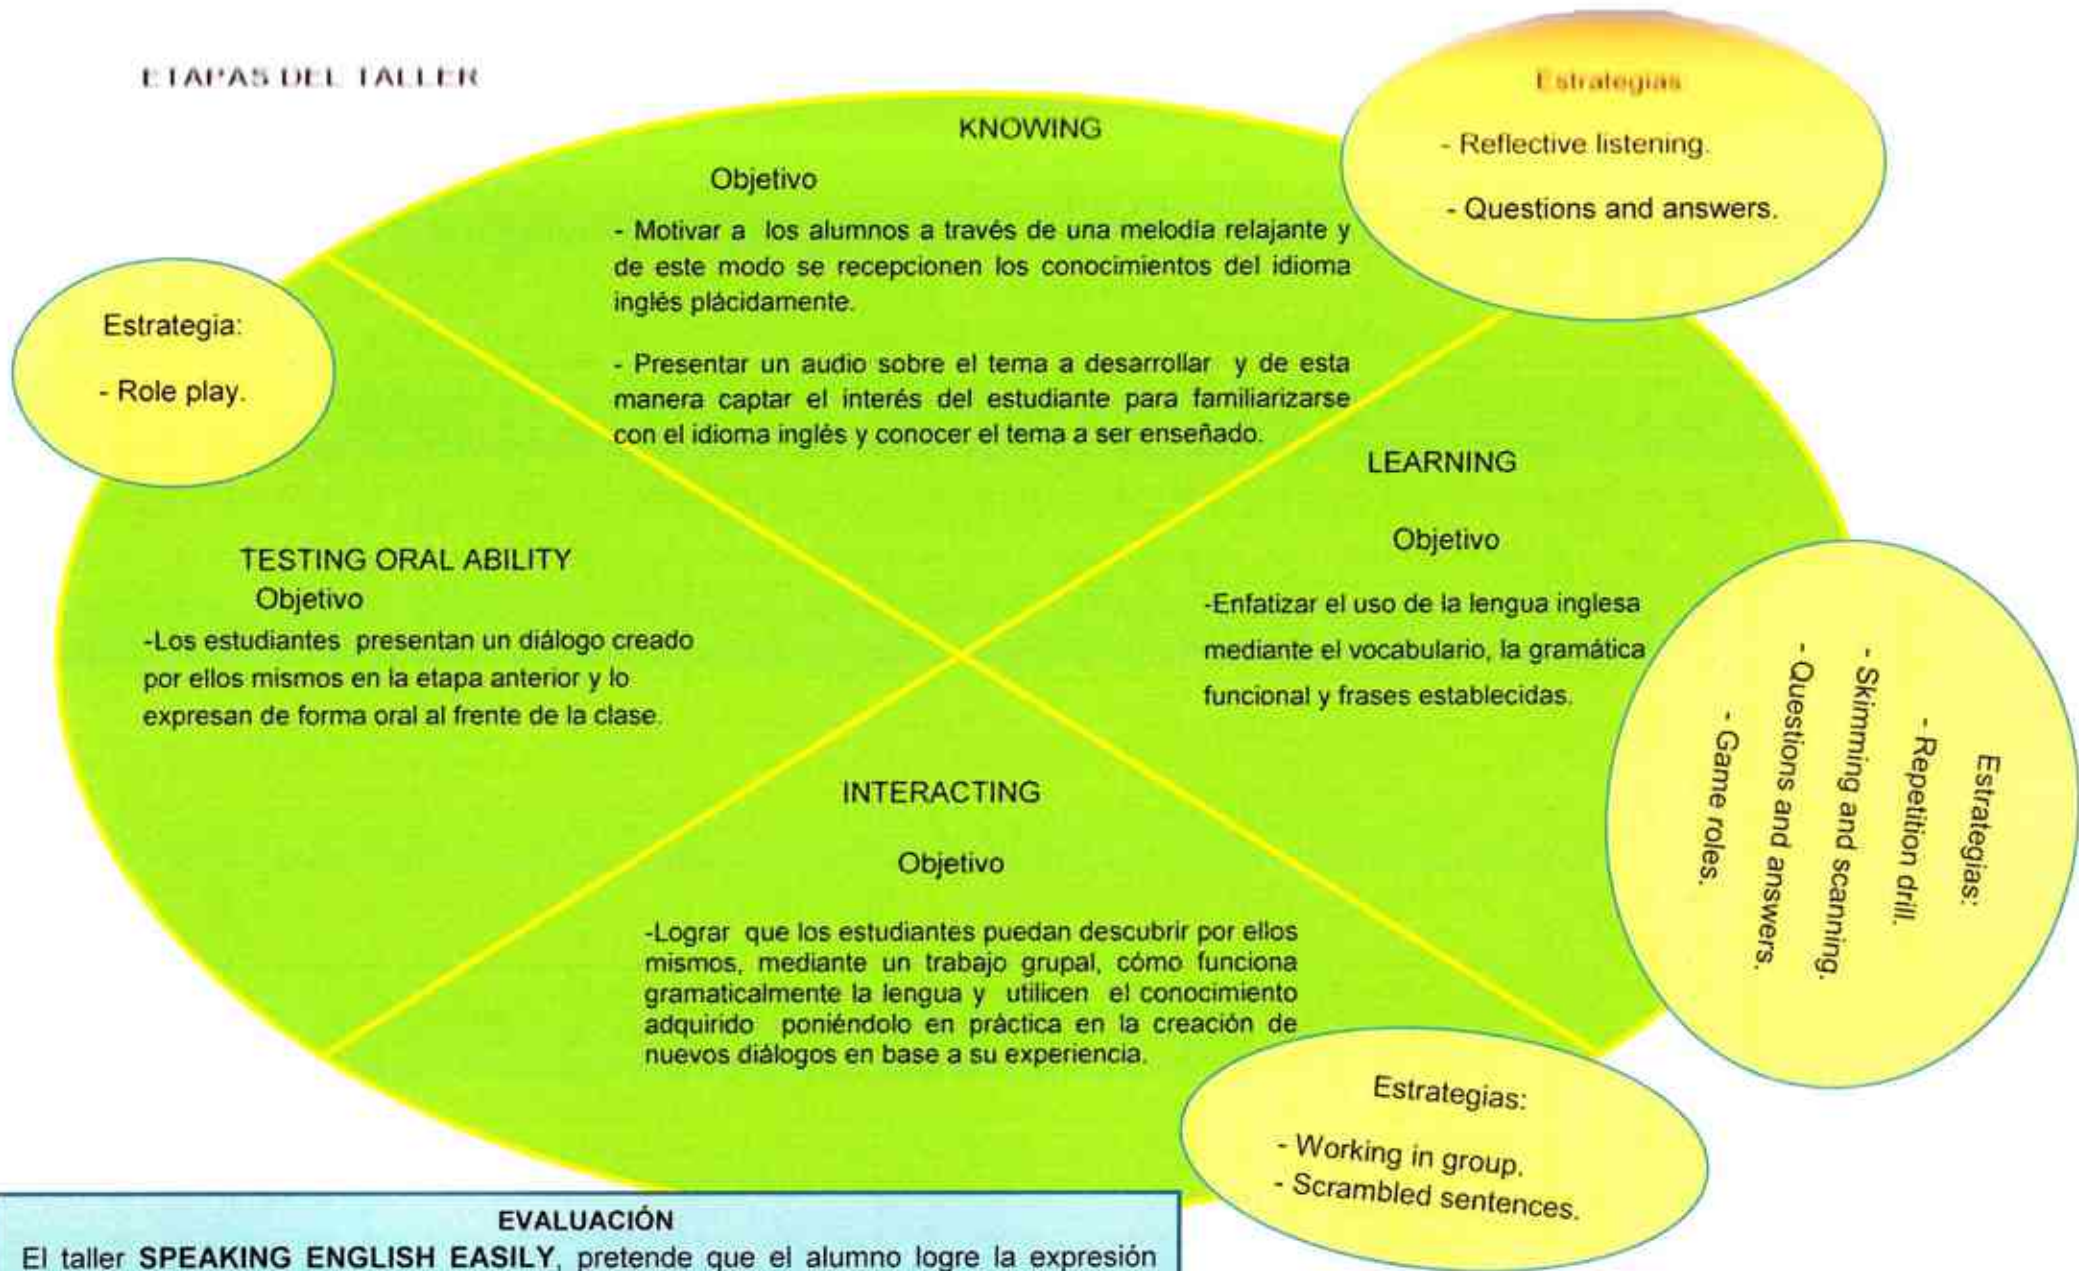 ETAPAS DEL TALLER
KNOWING
Objetivo
- Motivar a los alumnos a través de una melodía relajante y
de este modo se recepcionen los conocimientos del idioma
inglés plácidamente.
- Presentar un audio sobre el tema a desarrollar y de esta
manera captar el interés del estudiante para familiarizarse
con el idioma inglés y conocer el tema a ser enseñado.
Estrategias
- Reflective listening.
- Questions and answers.
Estrategia:
- Role play.
LEARNING
Objetivo
-Enfatizar el uso de la lengua inglesa
mediante el vocabulario, la gramática
funcional y frases establecidas.
Estrategias:
- Repetition drill.
- Skimming and scanning.
- Questions and answers.
- Game roles.
TESTING ORAL ABILITY
Objetivo
-Los estudiantes presentan un diálogo creado
por ellos mismos en la etapa anterior y lo
expresan de forma oral al frente de la clase.
INTERACTING
Objetivo
-Lograr que los estudiantes puedan descubrir por ellos
mismos, mediante un trabajo grupal, cómo funciona
gramaticalmente la lengua y utilicen el conocimiento
adquirido poniéndolo en práctica en la creación de
nuevos diálogos en base a su experiencia.
Estrategias:
- Working in group.
- Scrambled sentences.
EVALUACIÓN
El taller SPEAKING ENGLISH EASILY, pretende que el alumno logre la expresión